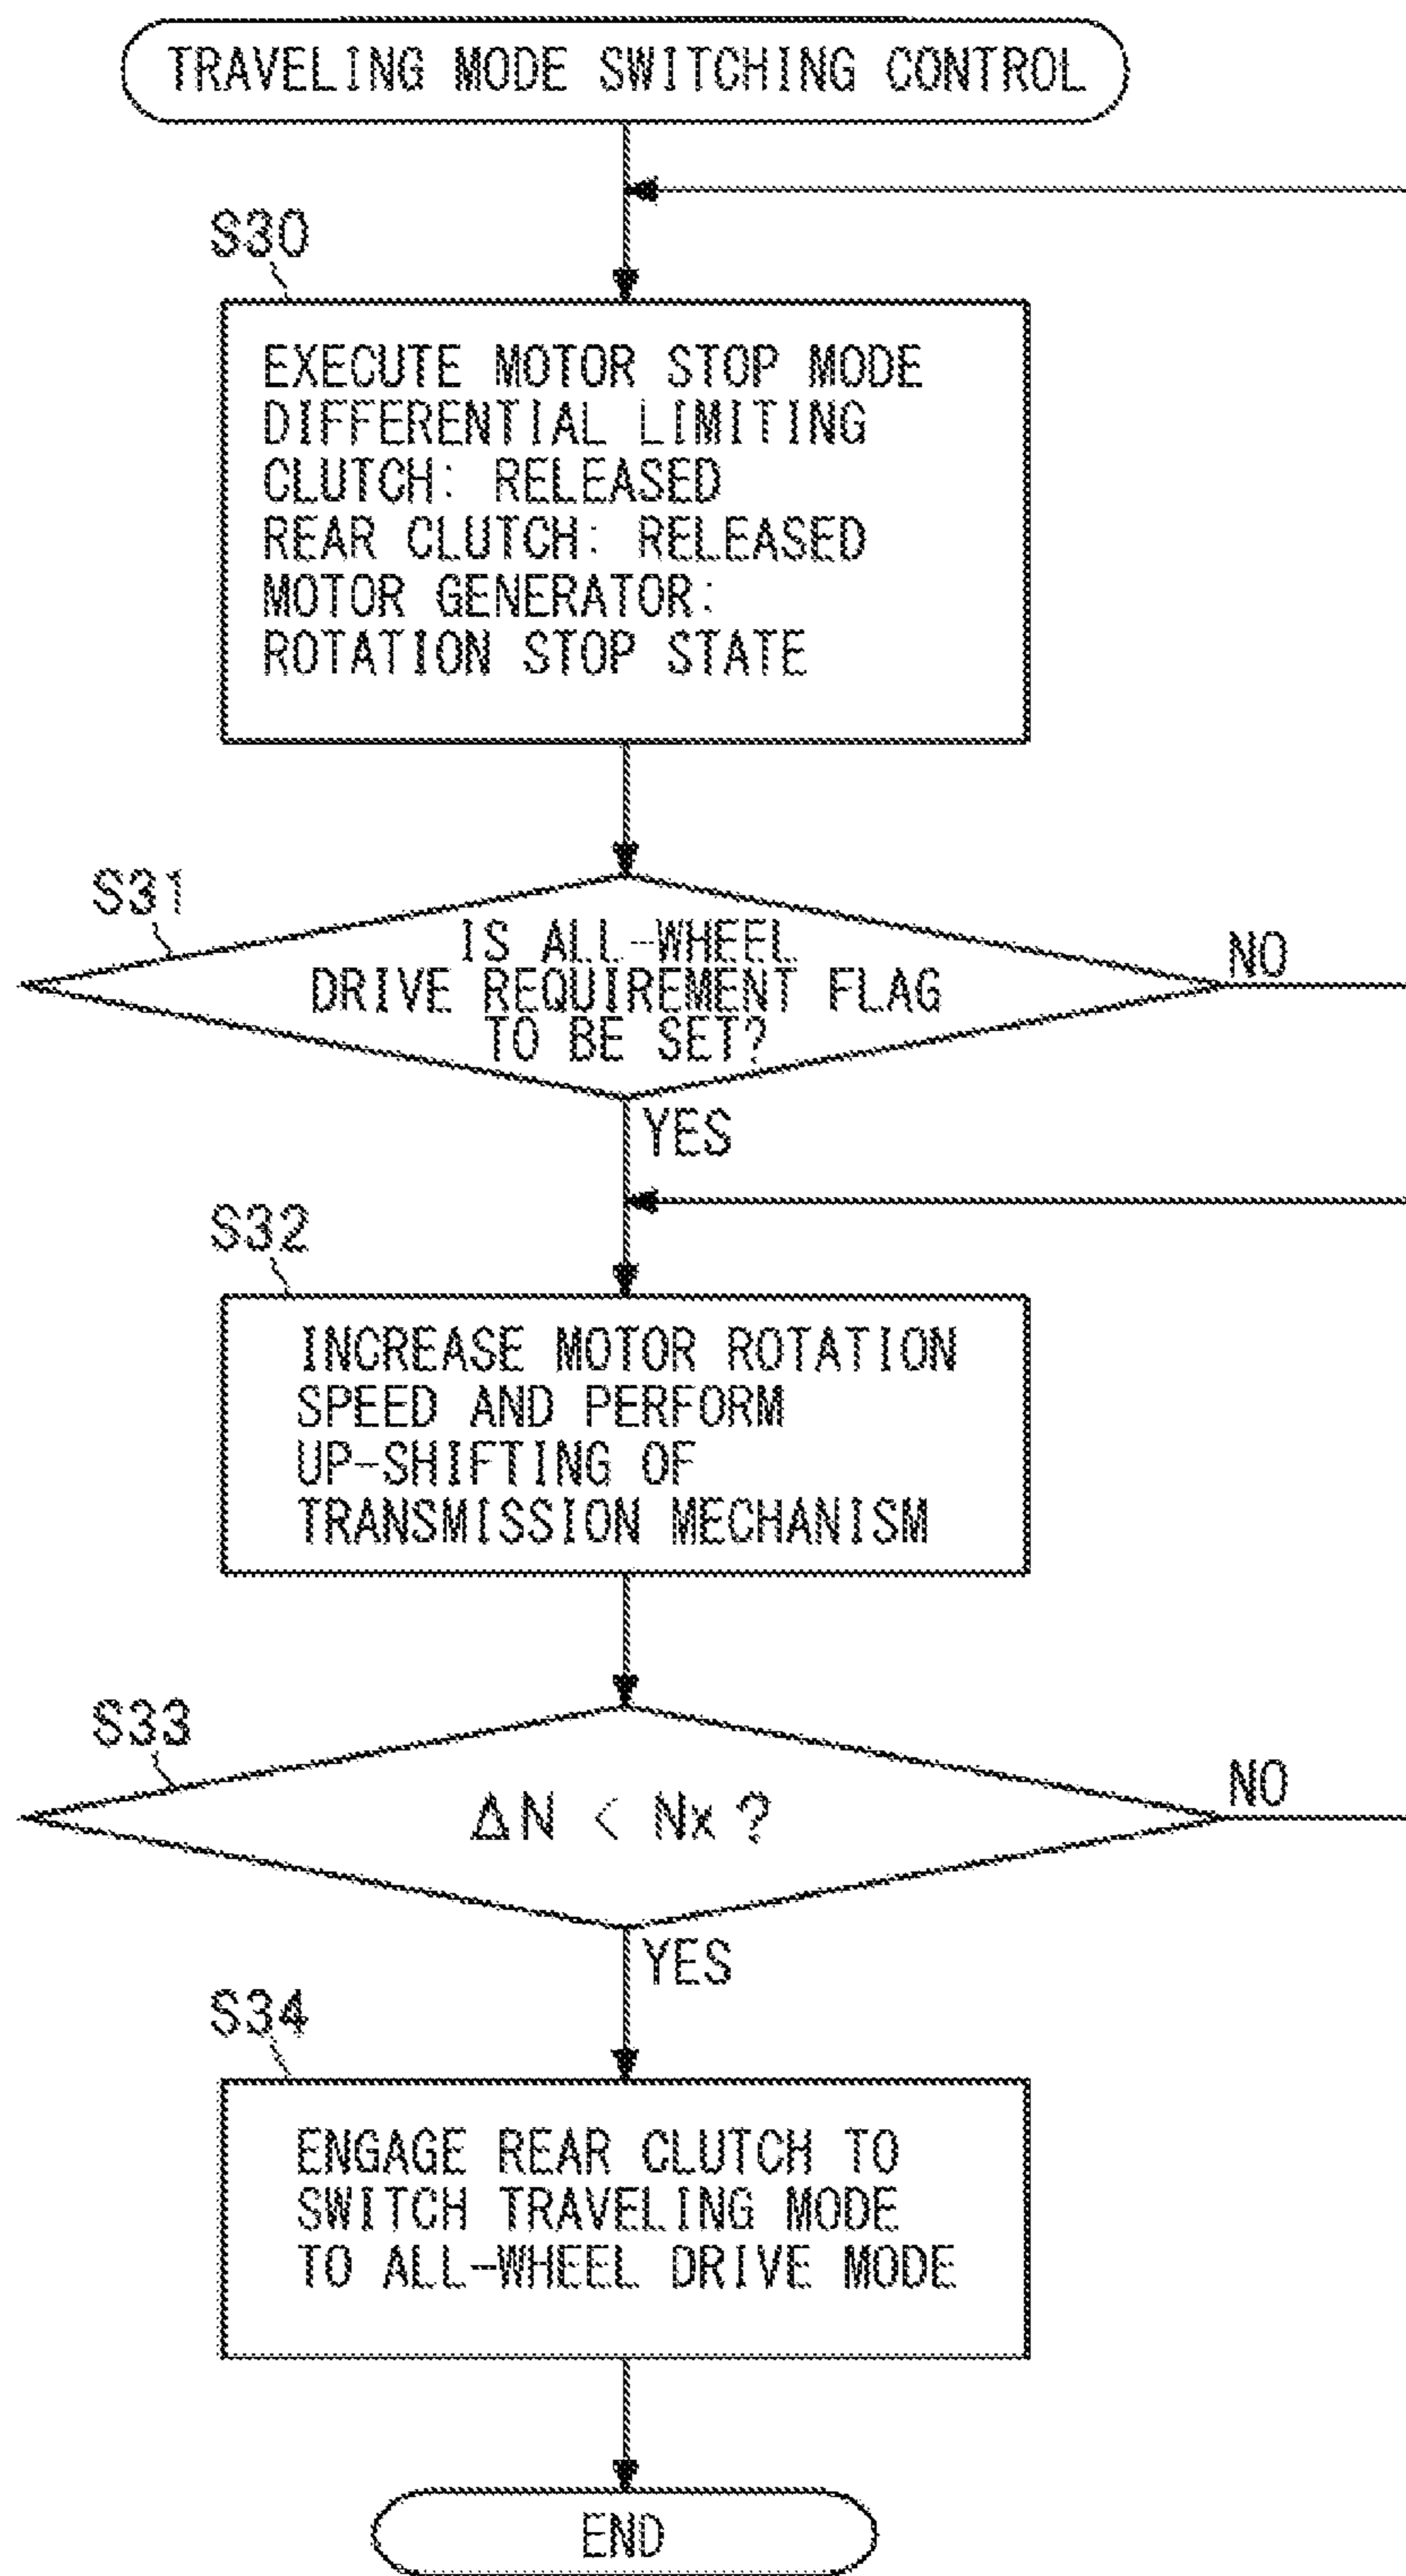 TRAVELING MODE SWITCHING CONTROL
S30
EXECUTE MOTOR STOP MODE
DIFFERENTIAL LIMITING
CLUTCH: RELEASED
REAR CLUTCH: RELEASED
MOTOR GENERATOR:
ROTATION STOP STATE
S31
IS ALL-WHEEL
DRIVE REQUIREMENT FLAG
TO BE SET?
NO
YES
S32
INCREASE MOTOR ROTATION
SPEED AND PERFORM
UP-SHIFTING OF
TRANSMISSION MECHANISM
S33
ΔN < Nx ?
NO
YES
S34
ENGAGE REAR CLUTCH TO
SWITCH TRAVELING MODE
TO ALL-WHEEL DRIVE MODE
END